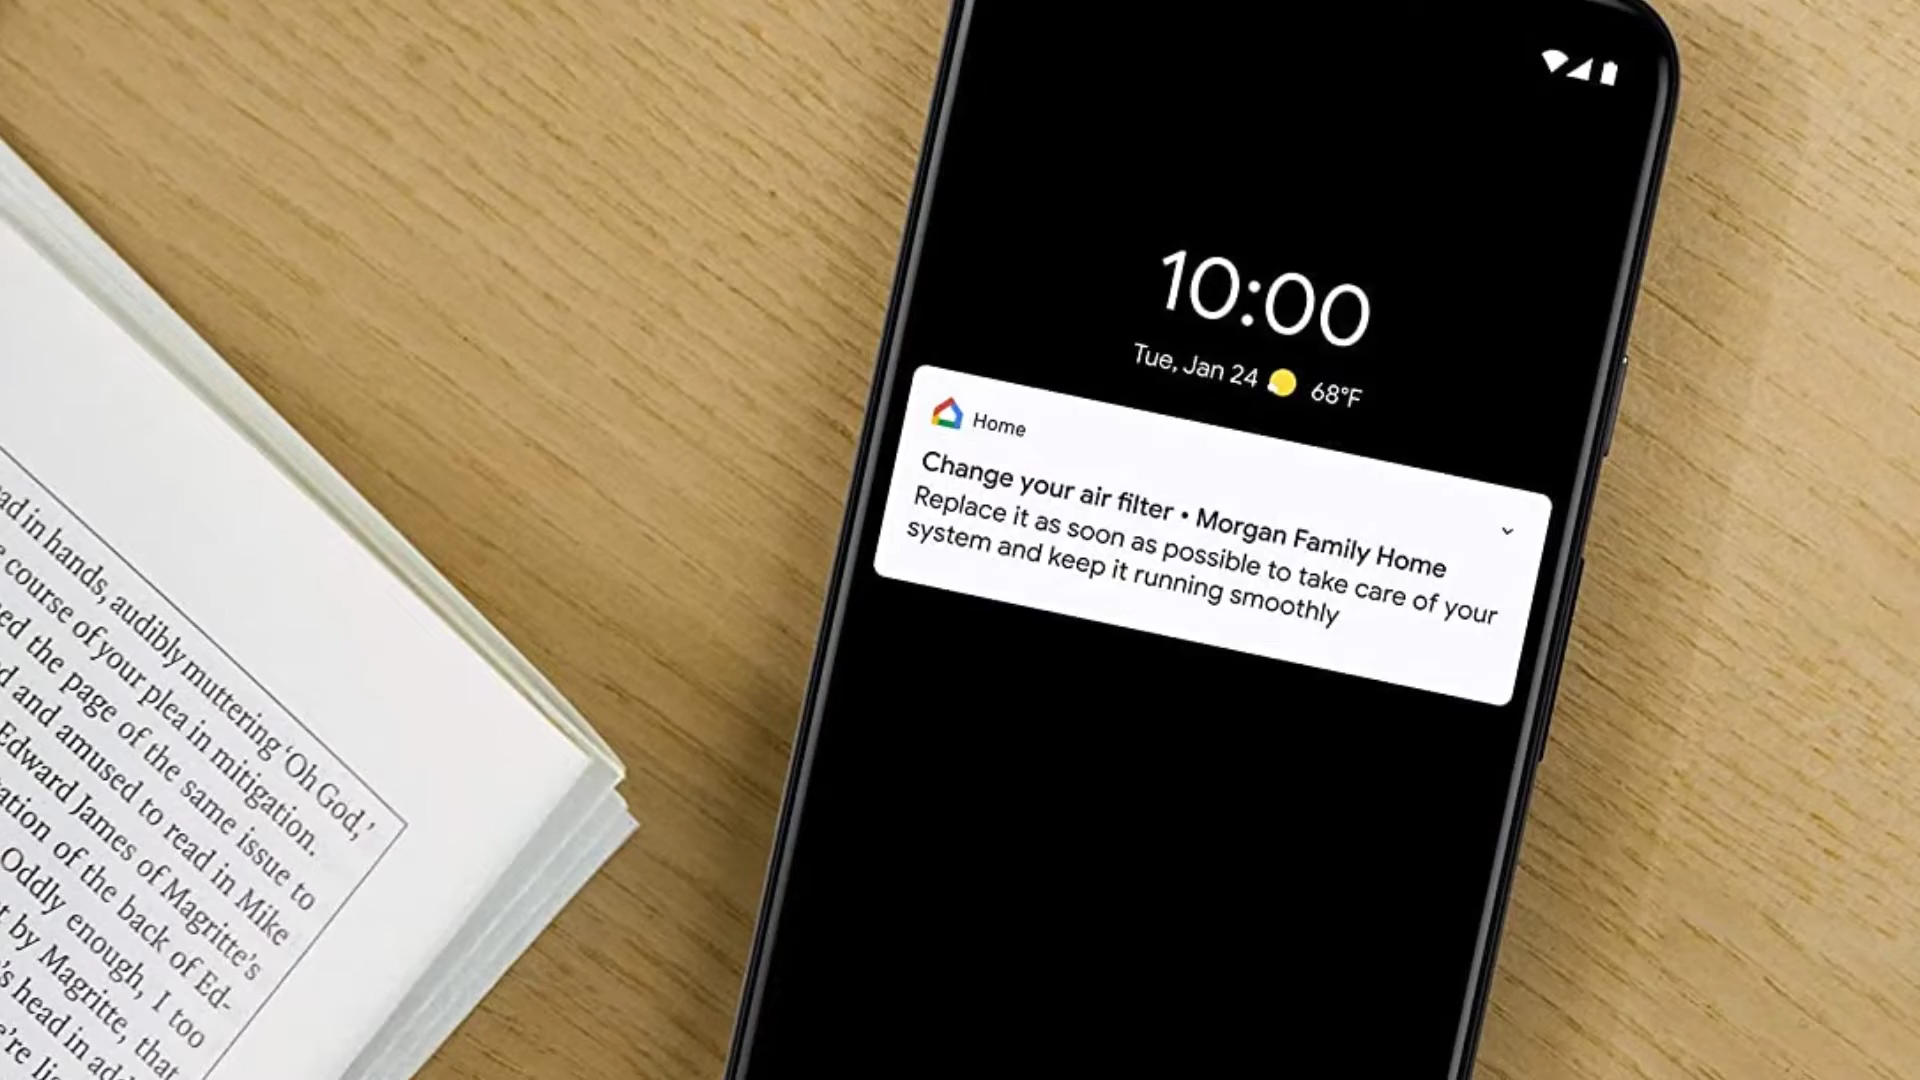 ad in hands, audibly muttering ‘Oh God,’
course of your plea in mitigation.
ed the page of the same issue to
and amused to read in Mike
Edward James of Magritte’s
ation of the back of Ed-
Oddly enough, I too
by Magritte, that
’s head in
’re
10:00
Tue, Jan 24 68°F
Home
Change your air filter • Morgan Family Home
Replace it as soon as possible to take care of your
system and keep it running smoothly